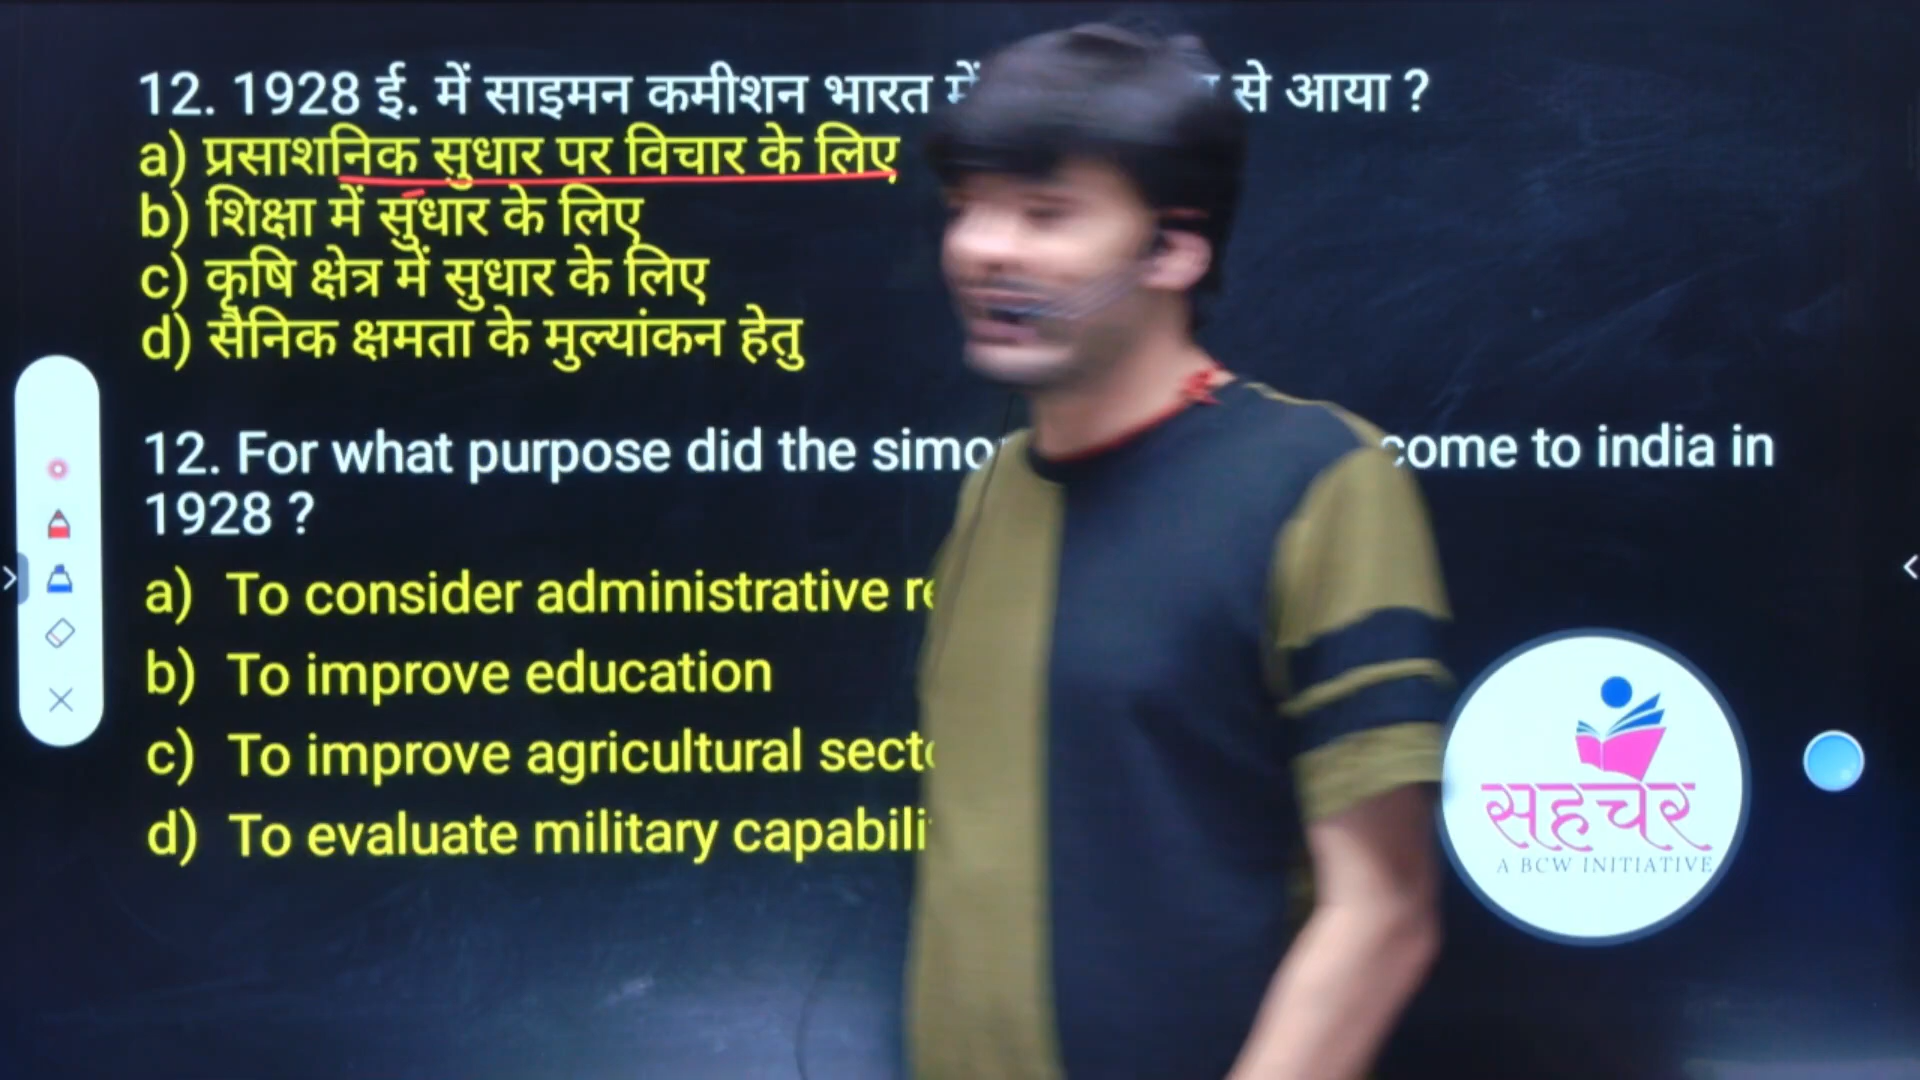 12. 1928 ई. में साइमन कमीशन भारत में से आया ?
a) प्रसाशनिक सुधार पर विचार के लिए
b) शिक्षा में सुधार के लिए
c) कृषि क्षेत्र में सुधार के लिए
d) सैनिक क्षमता के मुल्यांकन हेतु
12. For what purpose did the come to india in
1928 ?
a) To consider administrative
b) To improve education
c) To improve agricultural
d) To evaluate military
सहचर
A BCW INITIATIVE